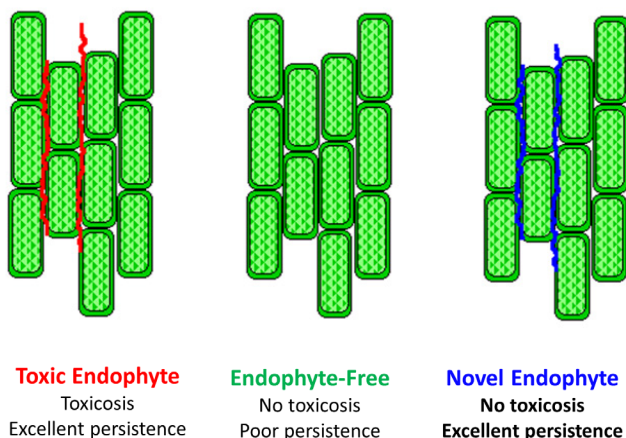 Toxic Endophyte
Toxicosis
Excellent persistence
Endophyte-Free
No toxicosis
Poor persistence
Novel Endophyte
No toxicosis
Excellent persistence